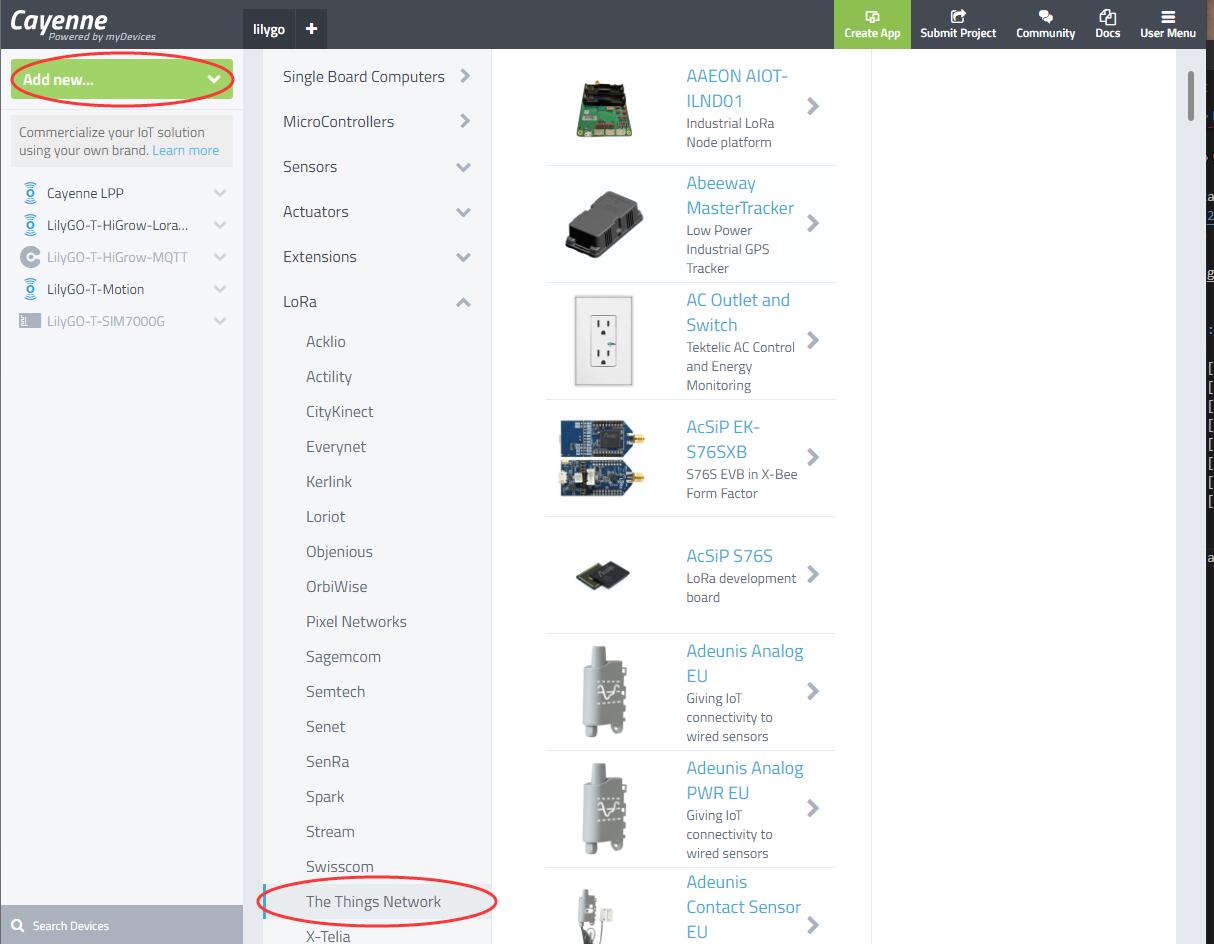 Cayenne
Powered by myDevices
lilygo
+
Create App
Submit Project
Community
Docs
User Menu
Add new...
Commercialize your IoT solution
using your own brand. Learn more
Cayenne LPP
LilyGO-T-HiGrow-Lora...
LilyGO-T-HiGrow-MQTT
LilyGO-T-Motion
LilyGO-T-SIM7000G
Search Devices
Single Board Computers
MicroControllers
Sensors
Actuators
Extensions
LoRa
Acklio
Actility
CityKinect
Everynet
Kerlink
Loriot
Objenious
OrbiWise
Pixel Networks
Sagemcom
Semtech
Senet
SenRa
Spark
Stream
Swisscom
The Things Network
X-Telia
AAEON AIOT-
ILND01
Industrial LoRa
Node platform
Abeeway
MasterTracker
Low Power
Industrial GPS
Tracker
AC Outlet and
Switch
Tektelic AC Control
and Energy
Monitoring
AcSiP EK-
S76SXB
S76S EVB in X-Bee
Form Factor
AcSiP S76S
LoRa development
board
Adeunis Analog
EU
Giving IoT
connectivity to
wired sensors
Adeunis Analog
PWR EU
Giving IoT
connectivity to
wired sensors
Adeunis
Contact Sensor
EU